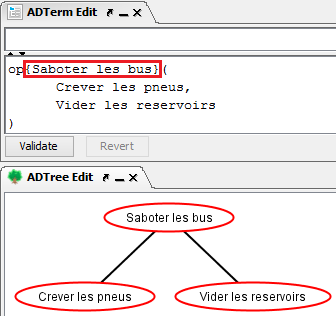 ADTerm Edit
op{Saboter les bus}(
Crever les pneus,
Vider les reservoirs
)
Validate
Revert
ADTree Edit
Saboter les bus
Crever les pneus
Vider les reservoirs